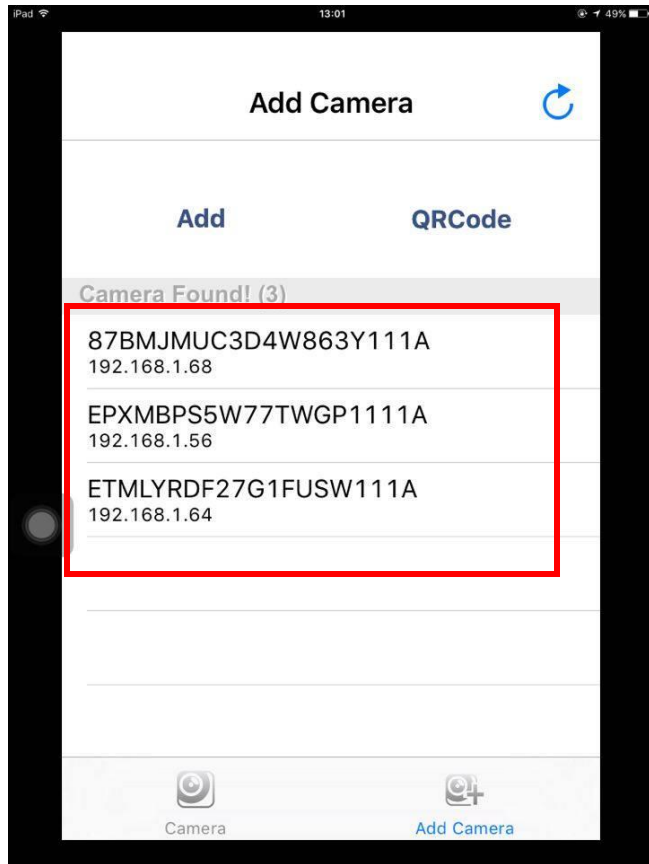 iPad 13:01 49%
Add Camera
Add QRCode
Camera Found! (3)
87BMJMUC3D4W863Y111A
192.168.1.68
EPXMBPS5W77TWGP1111A
192.168.1.56
ETMLYRDF27G1FUSW111A
192.168.1.64
Camera Add Camera